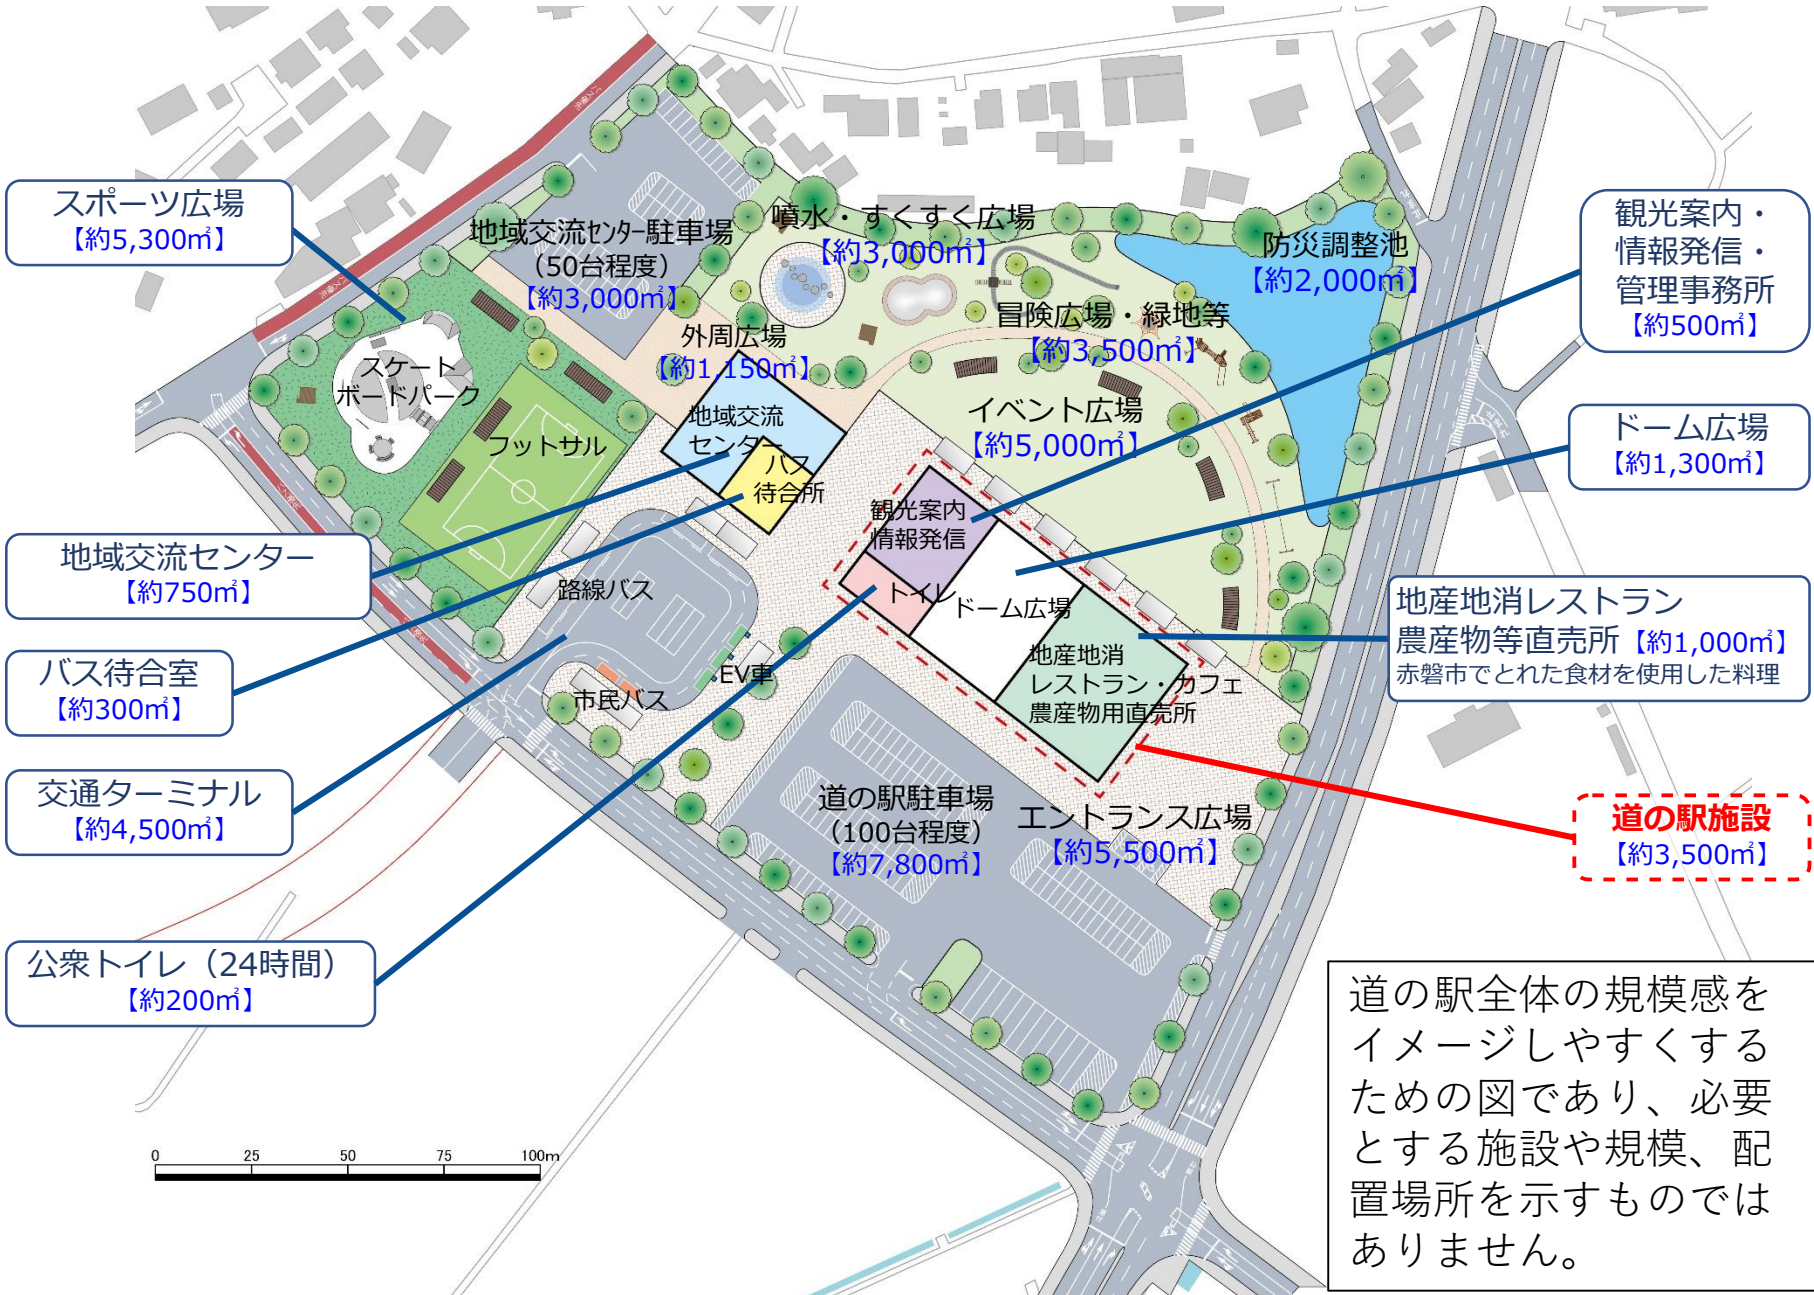 スポーツ広場
【約5,300㎡】
地域交流ｾﾝﾀｰ駐車場
（50台程度）
【約3,000㎡】
噴水・すくすく広場
【約3,000㎡】
防災調整池
【約2,000㎡】
観光案内・
情報発信・
管理事務所
【約500㎡】
冒険広場・緑地等
【約3,500㎡】
外周広場
【約1,150㎡】
スケート
ボードパーク
フットサル
地域交流
センター
バス
待合所
イベント広場
【約5,000㎡】
ドーム広場
【約1,300㎡】
観光案内
情報発信
トイレ
ドーム広場
地産地消
レストラン・カフェ
農産物用直売所
地域交流センター
【約750㎡】
路線バス
EV車
市民バス
地産地消レストラン
農産物等直売所【約1,000㎡】
赤磐市でとれた食材を使用した料理
バス待合室
【約300㎡】
交通ターミナル
【約4,500㎡】
道の駅駐車場
（100台程度）
【約7,800㎡】
エントランス広場
【約5,500㎡】
道の駅施設
【約3,500㎡】
公衆トイレ（24時間）
【約200㎡】
道の駅全体の規模感を
イメージしやすくする
ための図であり、必要
とする施設や規模、配
置場所を示すものでは
ありません。
0 25 50 75 100m